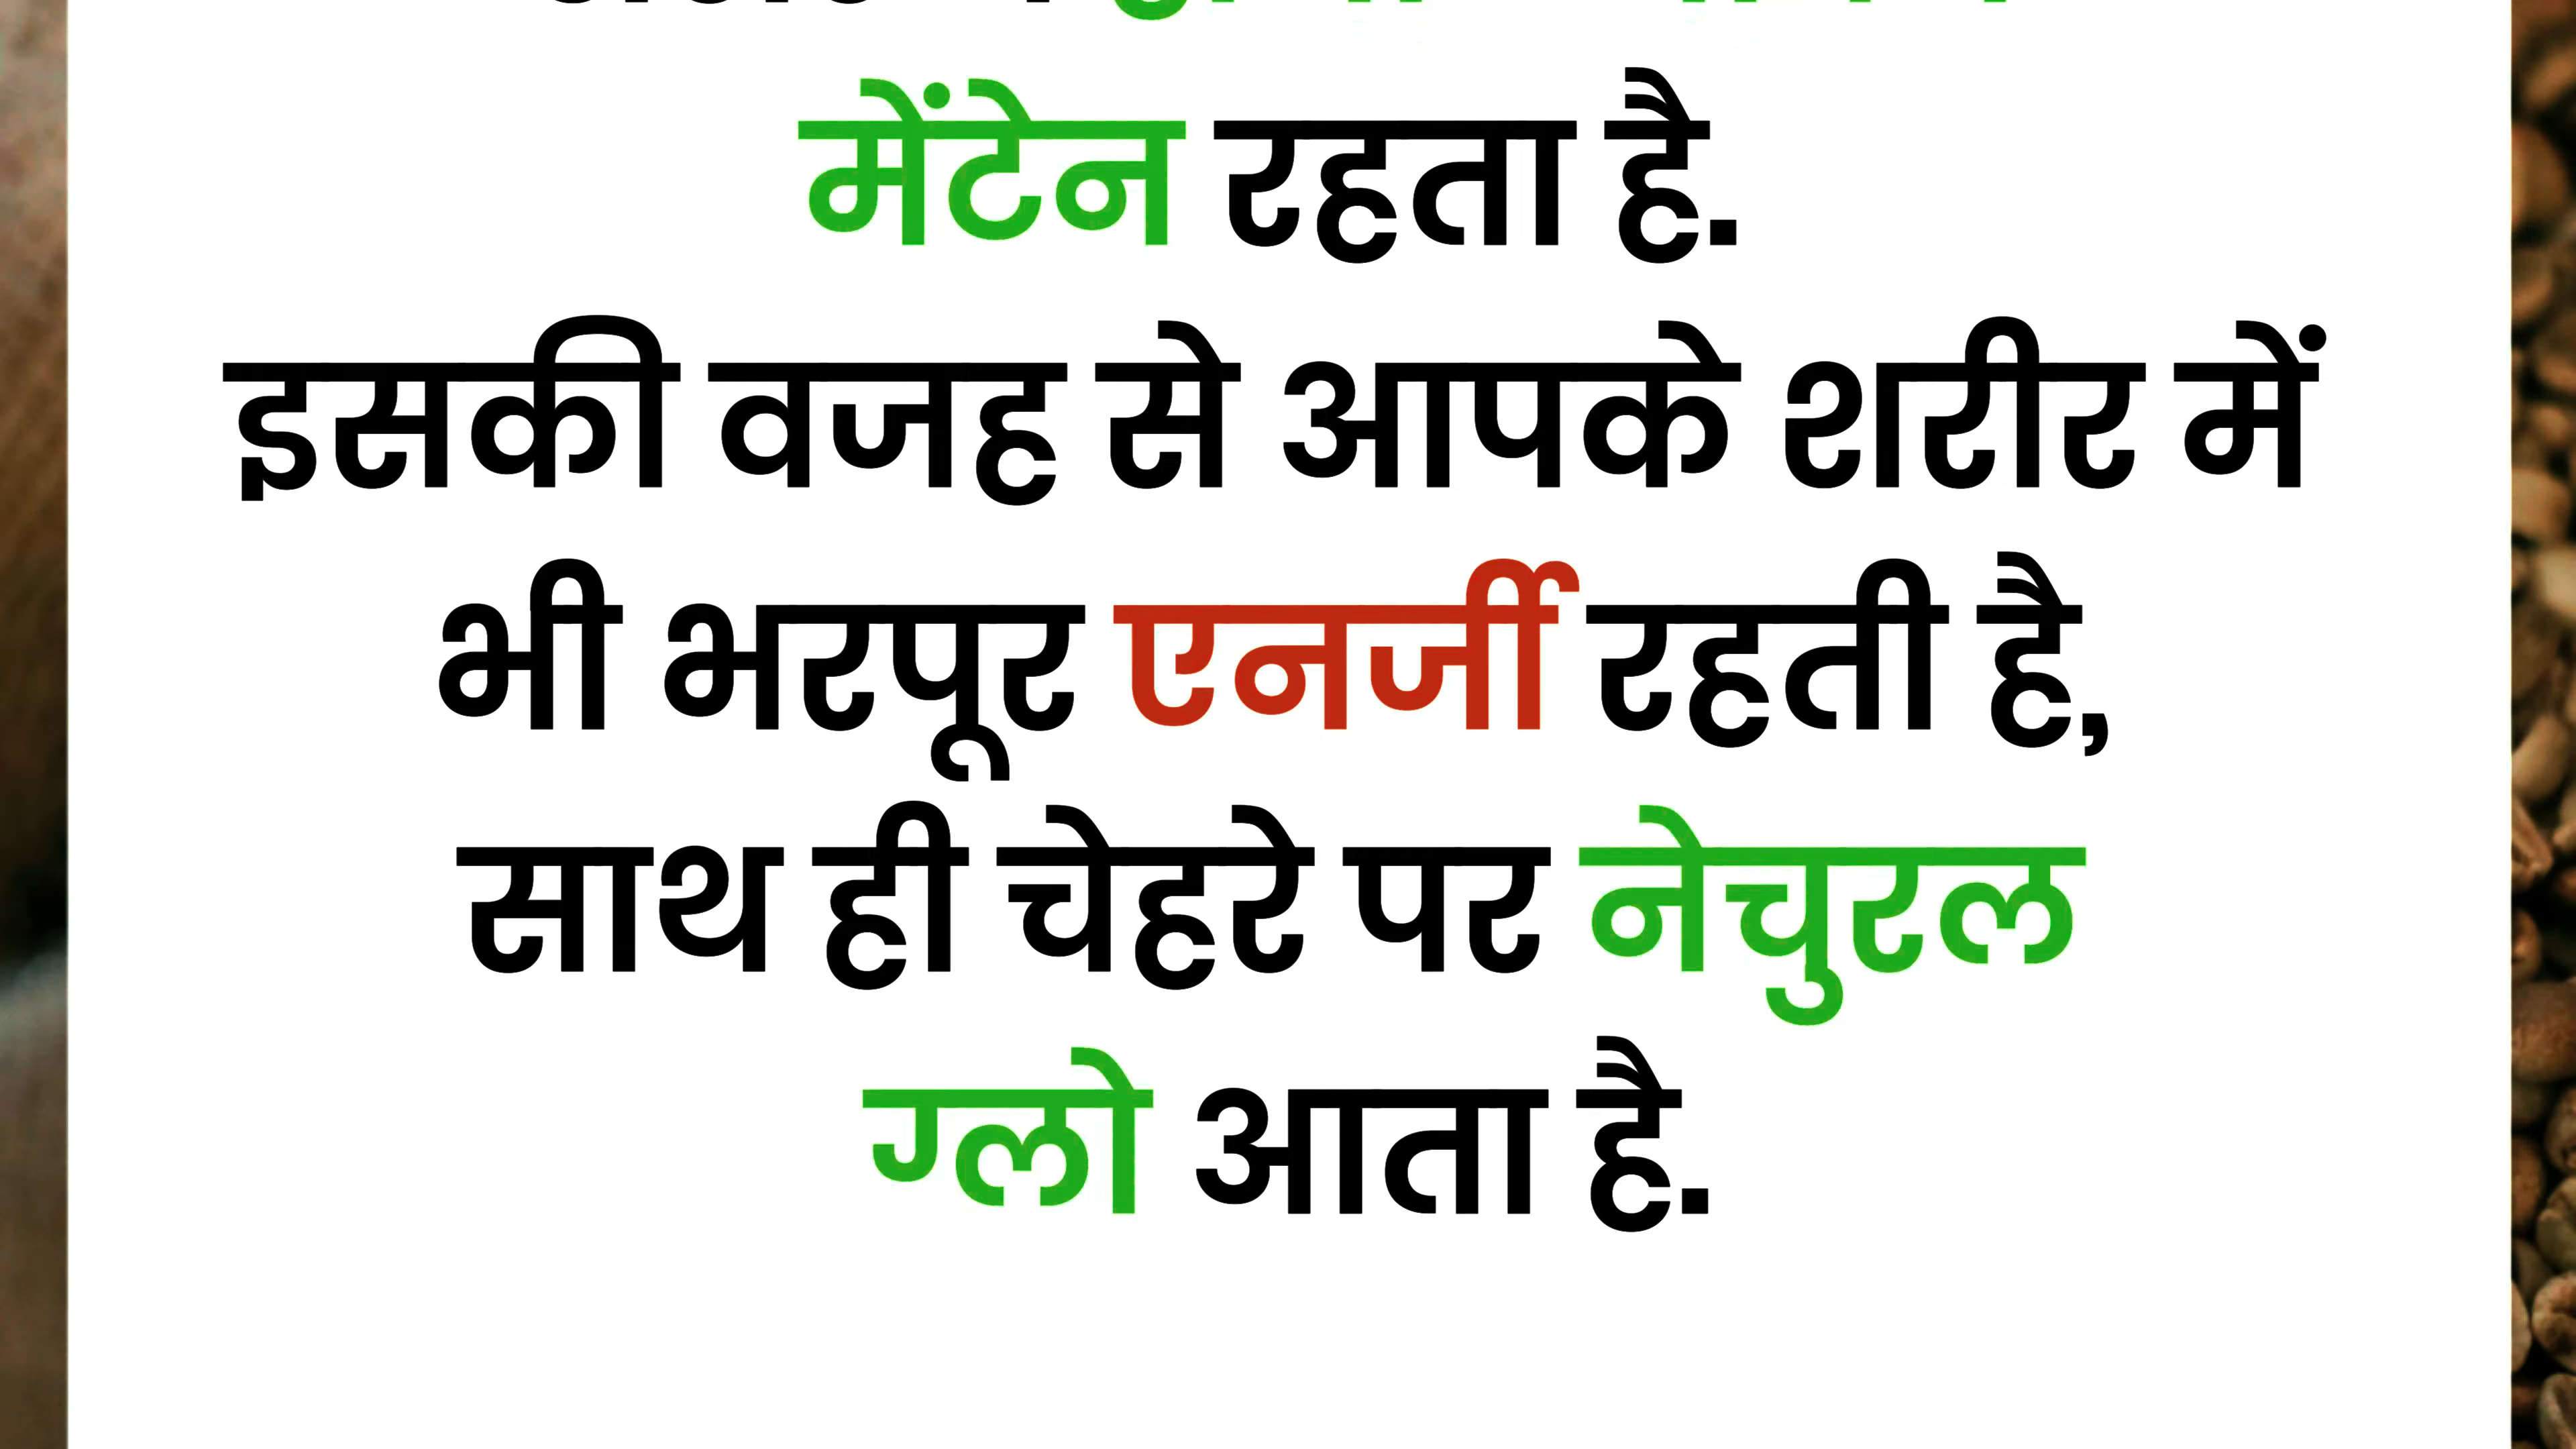 मेंटेन रहता है.
इसकी वजह से आपके शरीर में
भी भरपूर एनर्जी रहती है,
साथ ही चेहरे पर नेचुरल
ग्लो आता है.